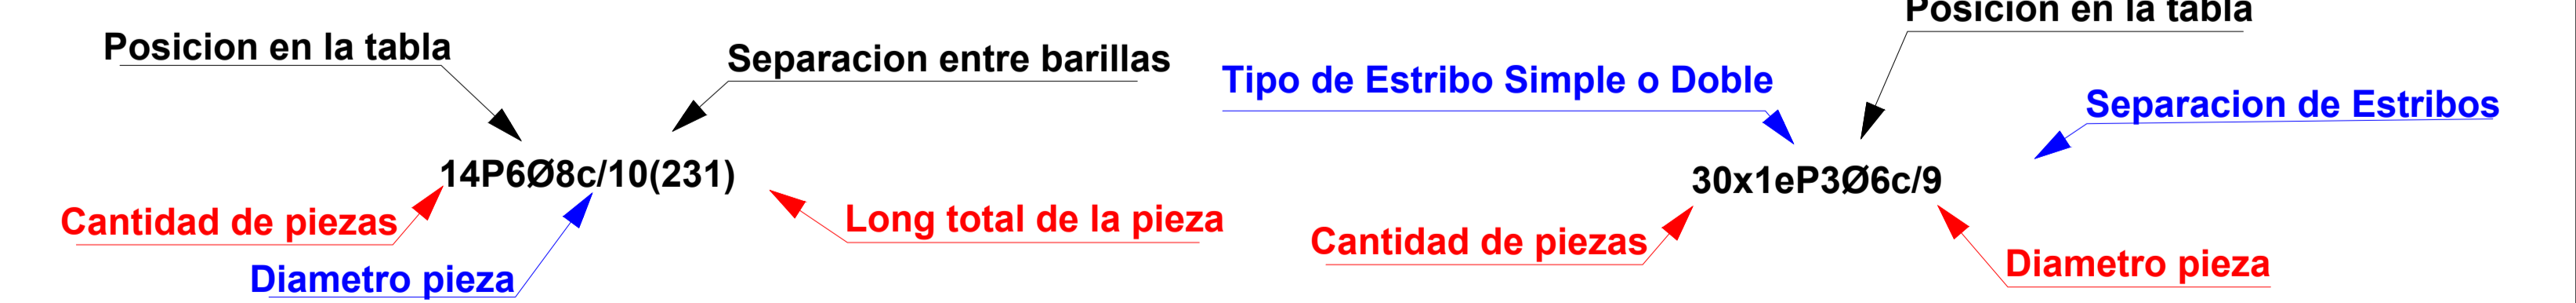 Posicion en la tabla
Separacion entre barillas
14P6Ø8c/10(231)
Cantidad de piezas
Long total de la pieza
Diametro pieza
Posicion en la tabla
Tipo de Estribo Simple o Doble
Separacion de Estribos
30x1eP3Ø6c/9
Cantidad de piezas
Diametro pieza